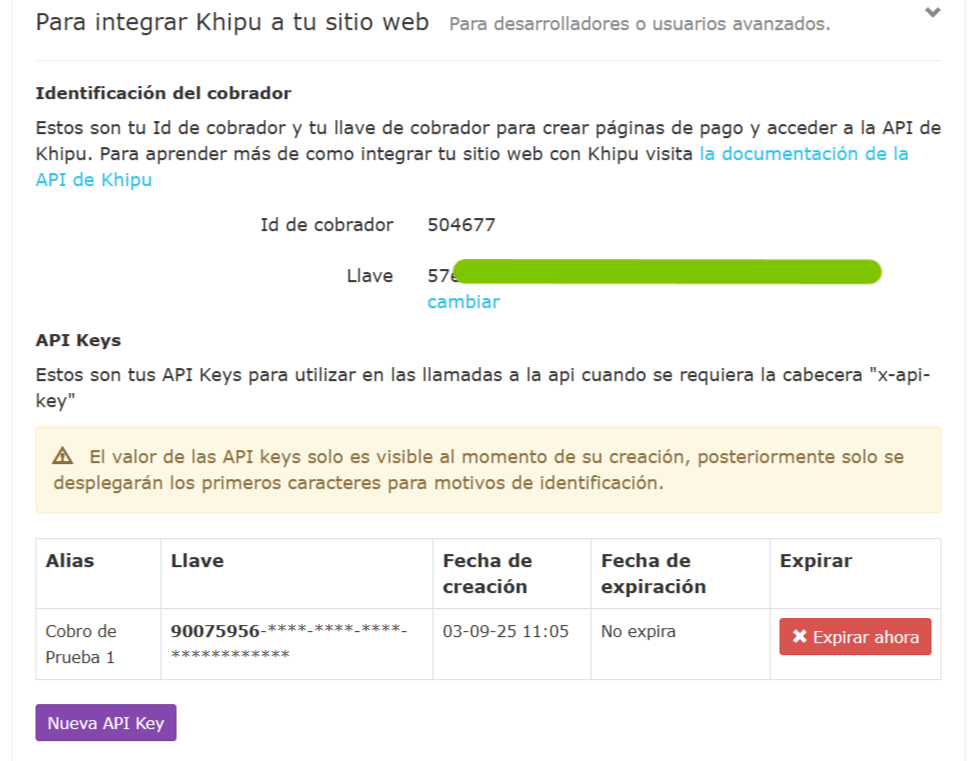 Para integrar Khipu a tu sitio web Para desarrolladores o usuarios avanzados.
Identificación del cobrador
Estos son tu Id de cobrador y tu llave de cobrador para crear páginas de pago y acceder a la API de
Khipu. Para aprender más de como integrar tu sitio web con Khipu visita la documentación de la
API de Khipu
Id de cobrador 504677
Llave 57
cambiar
API Keys
Estos son tus API Keys para utilizar en las llamadas a la api cuando se requiera la cabecera "x-api-
key"
El valor de las API keys solo es visible al momento de su creación, posteriormente solo se
desplegarán los primeros caracteres para motivos de identificación.
Alias Llave Fecha de creación Fecha de expiración Expirar
Cobro de Prueba 1 90075956-****-****-****-************ 03-09-25 11:05 No expira Expirar ahora
Nueva API Key